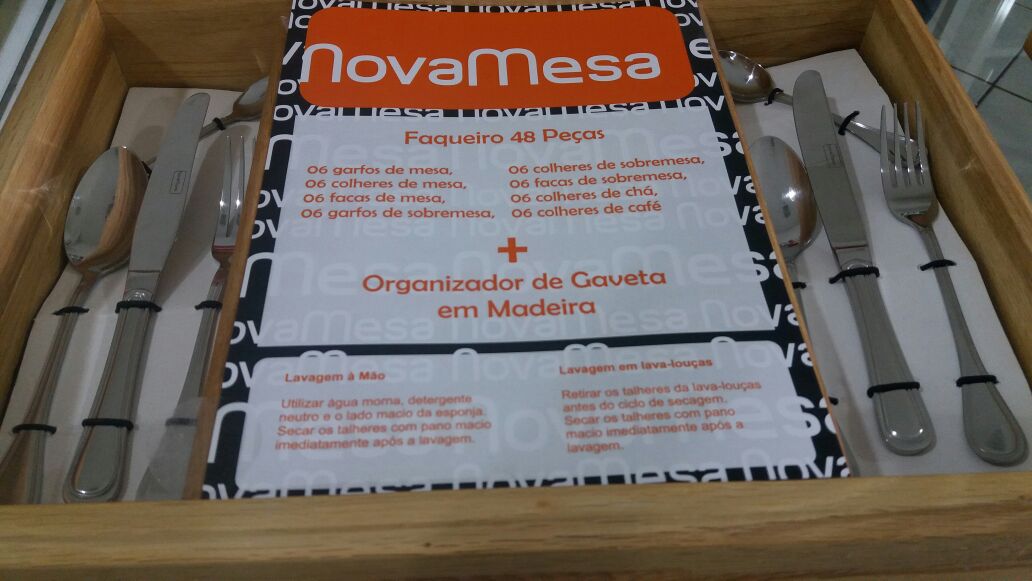 novamesa
Faqueiro 48 Peças
06 garfos de mesa,
06 colheres de mesa,
06 facas de mesa,
06 garfos de sobremesa,
06 colheres de sobremesa,
06 facas de sobremesa,
06 colheres de chá,
06 colheres de café
+
Organizador de Gaveta
em Madeira
Lavagem à Mão
Utilizar água morna, detergente
neutro e o lado macio da esponja.
Secar os talheres com pano macio
imediatamente após a lavagem.
Lavagem em lava-louças
Retirar os talheres da lava-louças
antes do ciclo de secagem.
Secar os talheres com pano
macio imediatamente após a
lavagem.